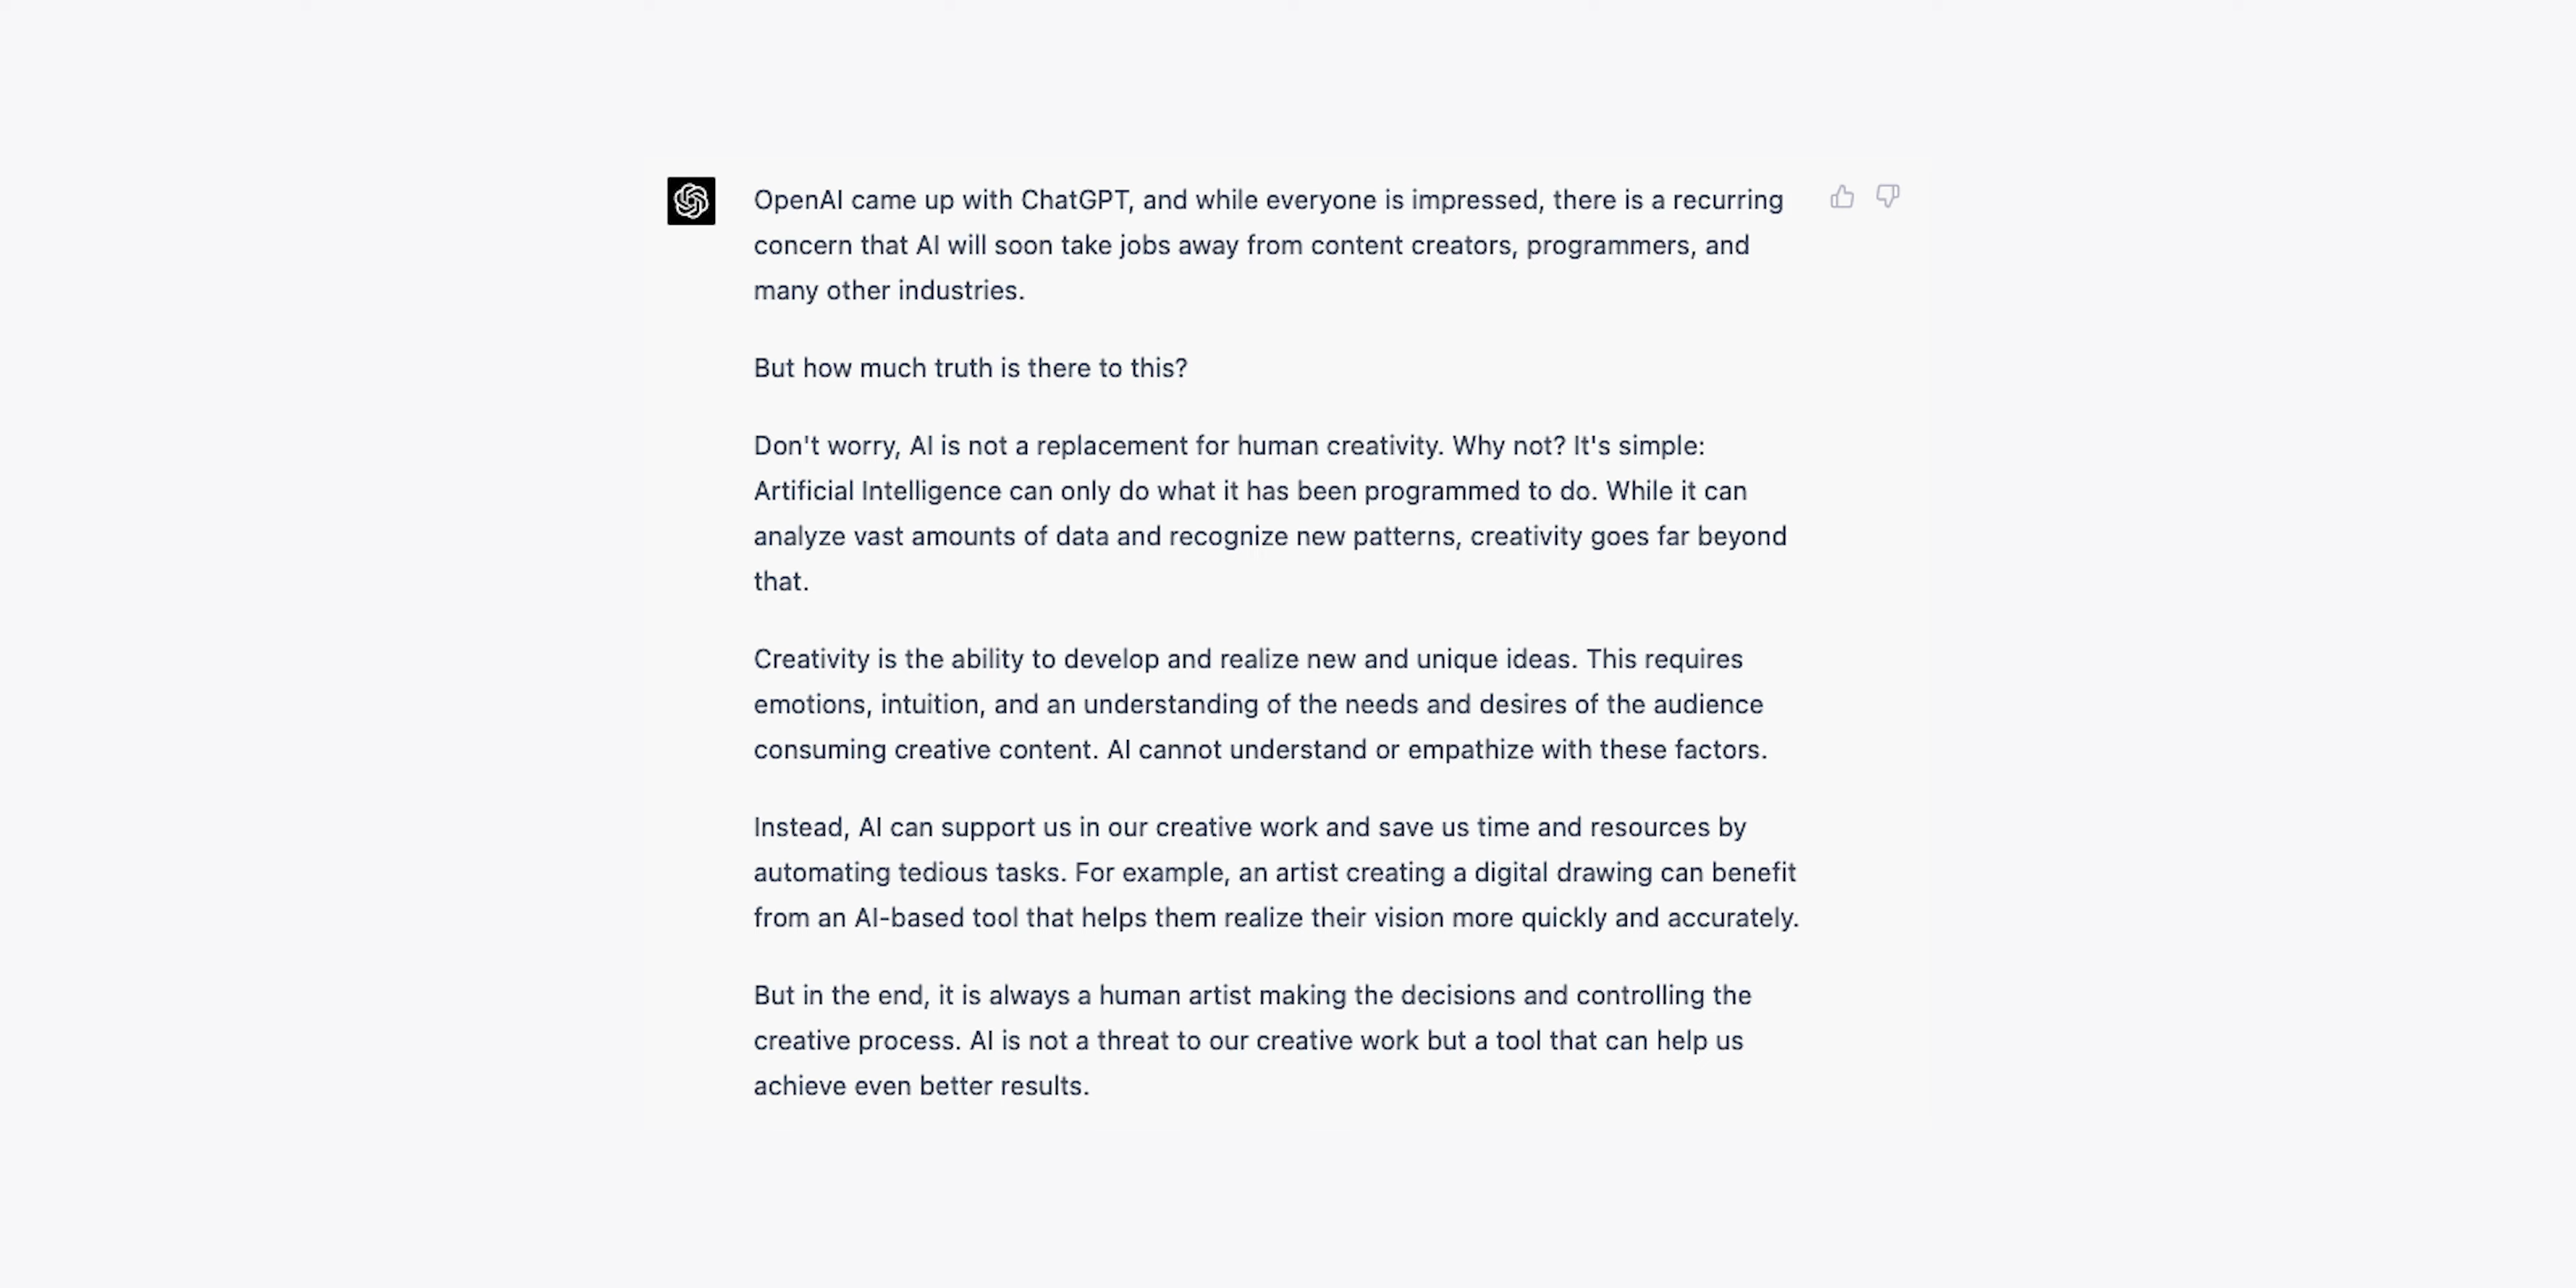 OpenAI came up with ChatGPT, and while everyone is impressed, there is a recurring
concern that AI will soon take jobs away from content creators, programmers, and
many other industries.
But how much truth is there to this?
Don't worry, AI is not a replacement for human creativity. Why not? It's simple:
Artificial Intelligence can only do what it has been programmed to do. While it can
analyze vast amounts of data and recognize new patterns, creativity goes far beyond
that.
Creativity is the ability to develop and realize new and unique ideas. This requires
emotions, intuition, and an understanding of the needs and desires of the audience
consuming creative content. AI cannot understand or empathize with these factors.
Instead, AI can support us in our creative work and save us time and resources by
automating tedious tasks. For example, an artist creating a digital drawing can benefit
from an AI-based tool that helps them realize their vision more quickly and accurately.
But in the end, it is always a human artist making the decisions and controlling the
creative process. AI is not a threat to our creative work but a tool that can help us
achieve even better results.